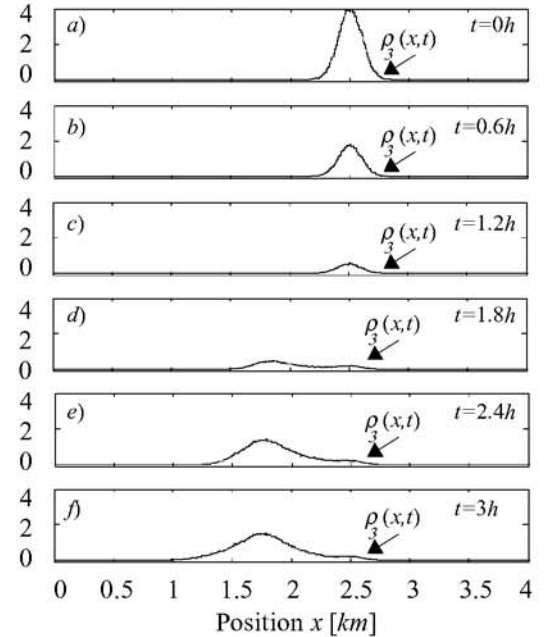 4
2
0
a)
ρ3(x,t)
t=0h
4
2
0
b)
ρ3(x,t)
t=0.6h
4
2
0
c)
ρ3(x,t)
t=1.2h
4
2
0
d)
ρ3(x,t)
t=1.8h
4
2
0
e)
ρ3(x,t)
t=2.4h
4
2
0
f)
ρ3(x,t)
t=3h
0 0.5 1 1.5 2 2.5 3 3.5 4
Position x [km]